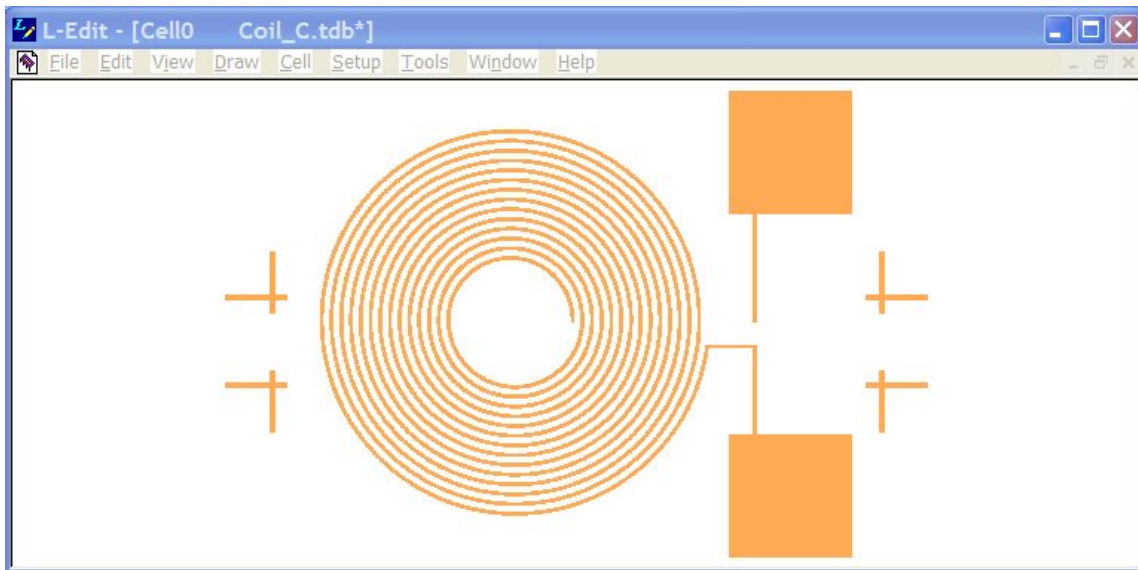 L-Edit - [Cell0 Coil_C.tdb*]
File Edit View Draw Cell Setup Tools Window Help